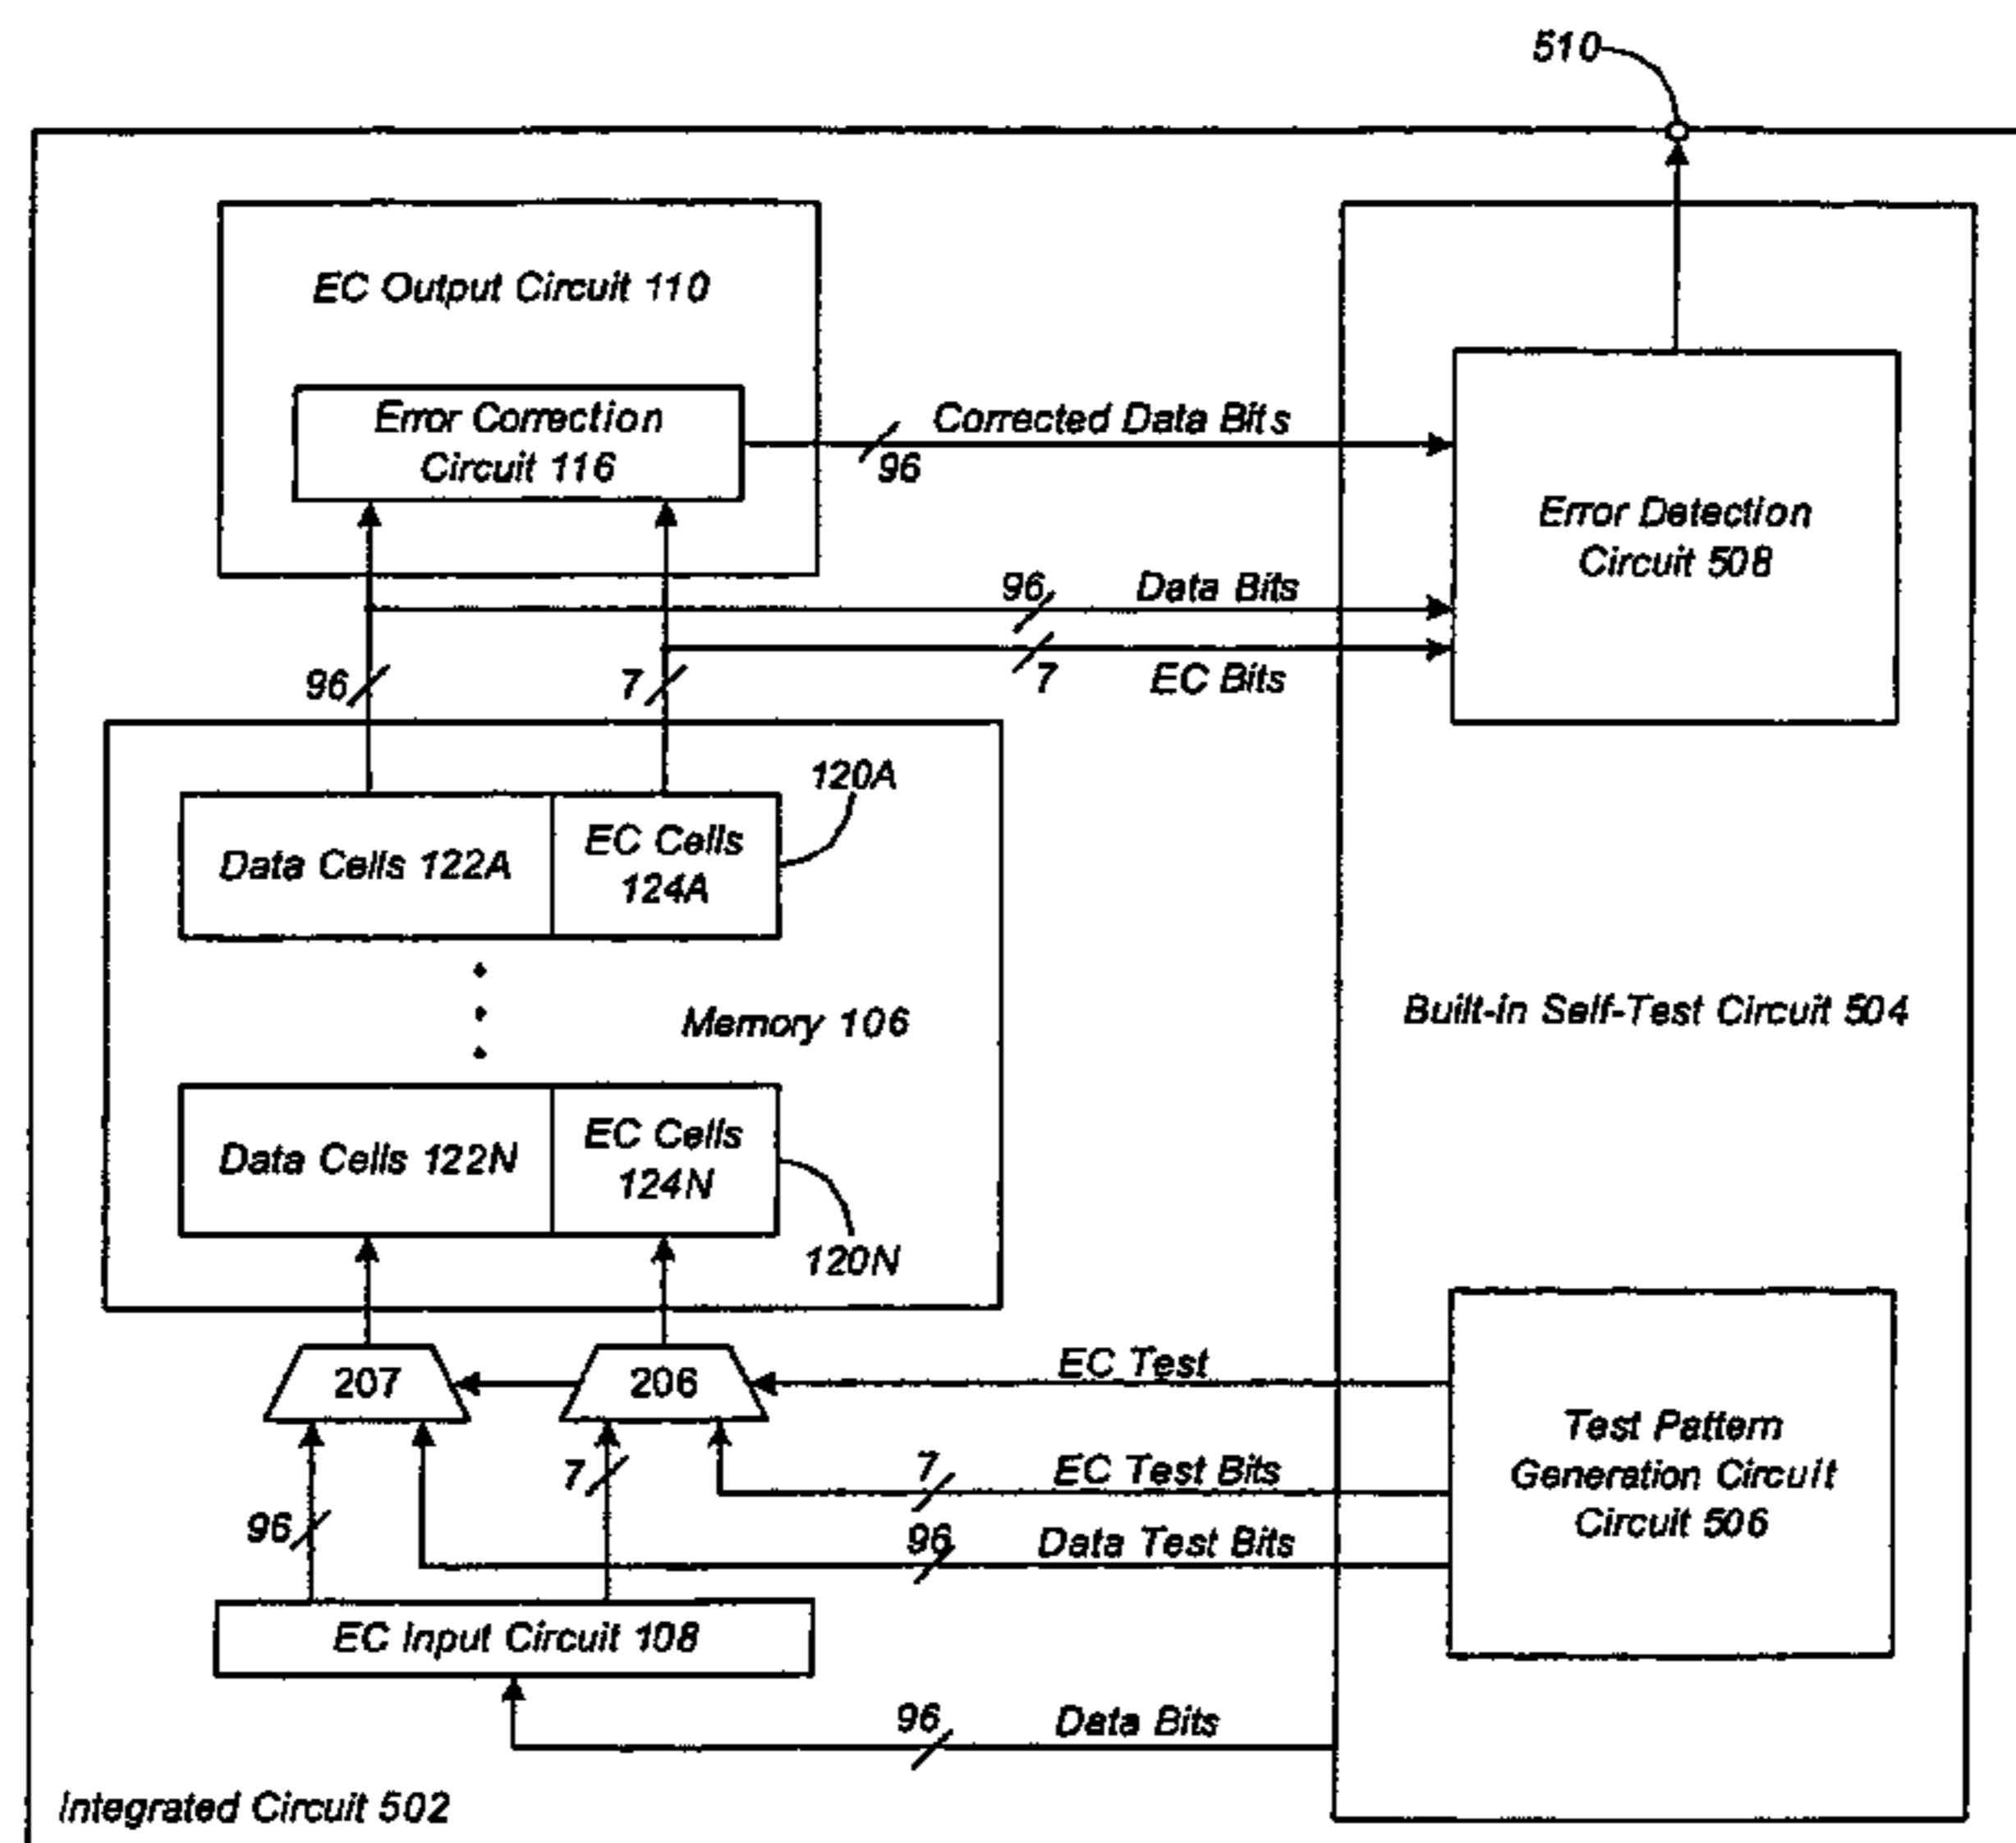 510
EC Output Circuit 110
Error Correction
Circuit 116
Corrected Data Bits
96
Error Detection
Circuit 508
96
Data Bits
7
EC Bits
96
7
120A
Data Cells 122A
EC Cells
124A
Memory 106
Built-in Self-Test Circuit 504
Data Cells 122N
EC Cells
124N
120N
207
206
EC Test
Test Pattern
Generation Circuit
Circuit 506
7
EC Test Bits
7
96
96
Data Test Bits
EC Input Circuit 108
96
Data Bits
Integrated Circuit 502